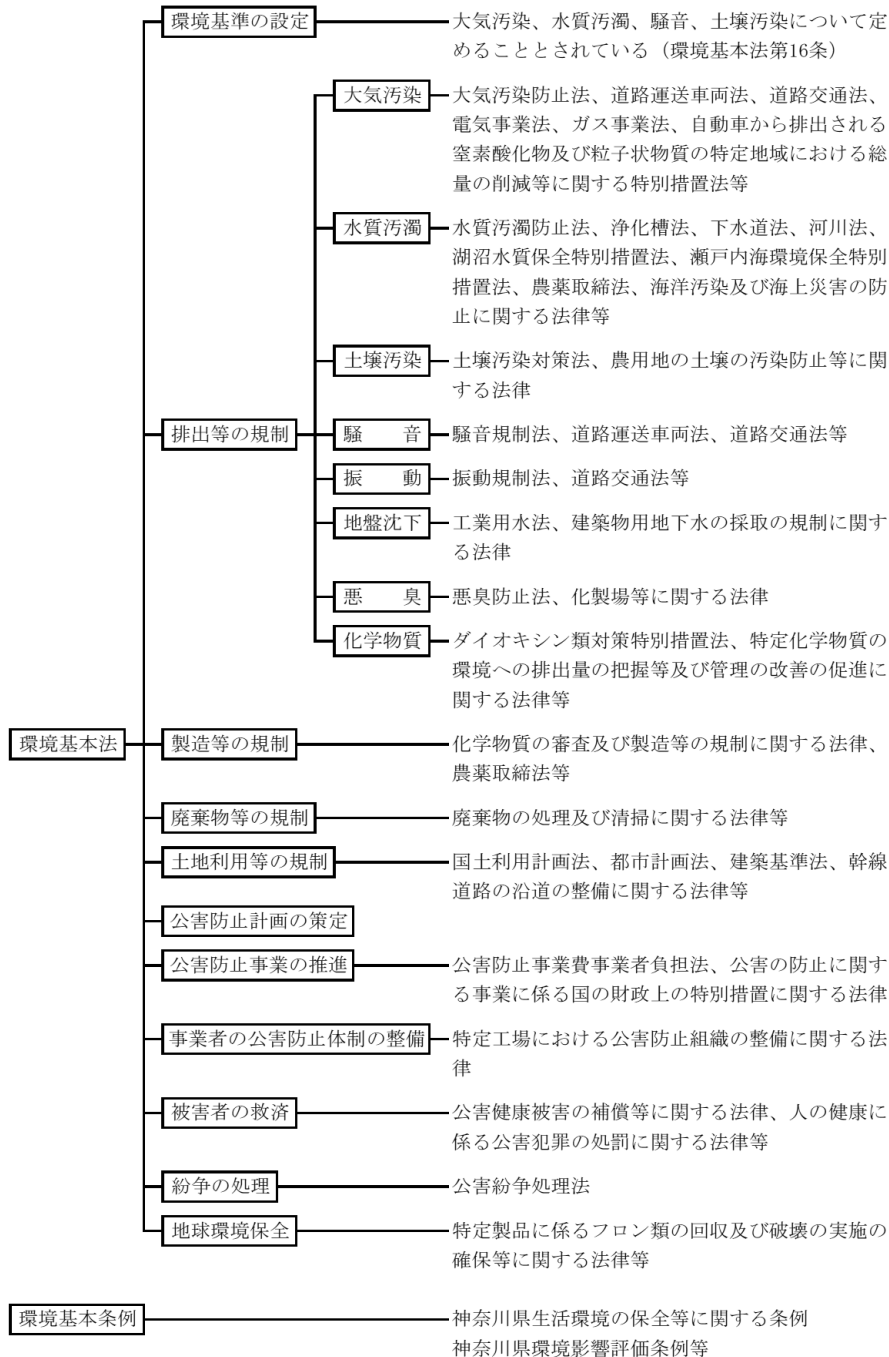 環境基準の設定
大気汚染、水質汚濁、騒音、土壌汚染について定
めることとされている（環境基本法第16条）
大気汚染
大気汚染防止法、道路運送車両法、道路交通法、
電気事業法、ガス事業法、自動車から排出される
窒素酸化物及び粒子状物質の特定地域における総
量の削減等に関する特別措置法等
水質汚濁
水質汚濁防止法、浄化槽法、下水道法、河川法、
湖沼水質保全特別措置法、瀬戸内海環境保全特別
措置法、農薬取締法、海洋汚染及び海上災害の防
止に関する法律等
土壌汚染
土壌汚染対策法、農用地の土壌の汚染防止等に関
する法律
排出等の規制
騒　音
騒音規制法、道路運送車両法、道路交通法等
振　動
振動規制法、道路交通法等
地盤沈下
工業用水法、建築物用地下水の採取の規制に関す
る法律
悪　臭
悪臭防止法、化製場等に関する法律
化学物質
ダイオキシン類対策特別措置法、特定化学物質の
環境への排出量の把握等及び管理の改善の促進に
関する法律等
環境基本法
製造等の規制
化学物質の審査及び製造等の規制に関する法律、
農薬取締法等
廃棄物等の規制
廃棄物の処理及び清掃に関する法律等
土地利用等の規制
国土利用計画法、都市計画法、建築基準法、幹線
道路の沿道の整備に関する法律等
公害防止計画の策定
公害防止事業の推進
公害防止事業費事業者負担法、公害の防止に関す
る事業に係る国の財政上の特別措置に関する法律
事業者の公害防止体制の整備
特定工場における公害防止組織の整備に関する法
律
被害者の救済
公害健康被害の補償等に関する法律、人の健康に
係る公害犯罪の処罰に関する法律等
紛争の処理
公害紛争処理法
地球環境保全
特定製品に係るフロン類の回収及び破壊の実施の
確保等に関する法律等
環境基本条例
神奈川県生活環境の保全等に関する条例
神奈川県環境影響評価条例等